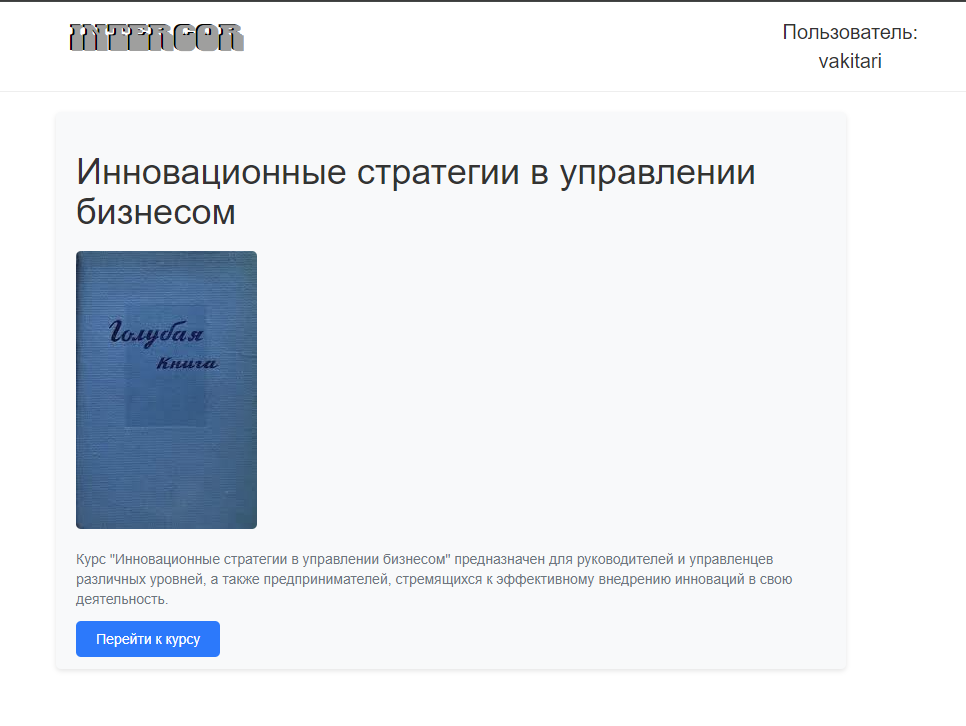 INTERCOR
Пользователь:
vakitari
Инновационные стратегии в управлении
бизнесом
Голубая
Книга
Курс "Инновационные стратегии в управлении бизнесом" предназначен для руководителей и управленцев
различных уровней, а также предпринимателей, стремящихся к эффективному внедрению инноваций в свою
деятельность.
Перейти к курсу